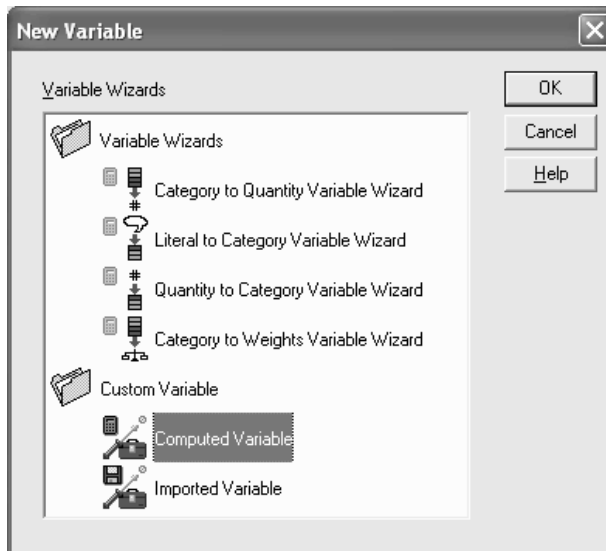 New Variable
Variable Wizards
OK
Cancel
Help
Variable Wizards
Category to Quantity Variable Wizard
Literal to Category Variable Wizard
Quantity to Category Variable Wizard
Category to Weights Variable Wizard
Custom Variable
Computed Variable
Imported Variable